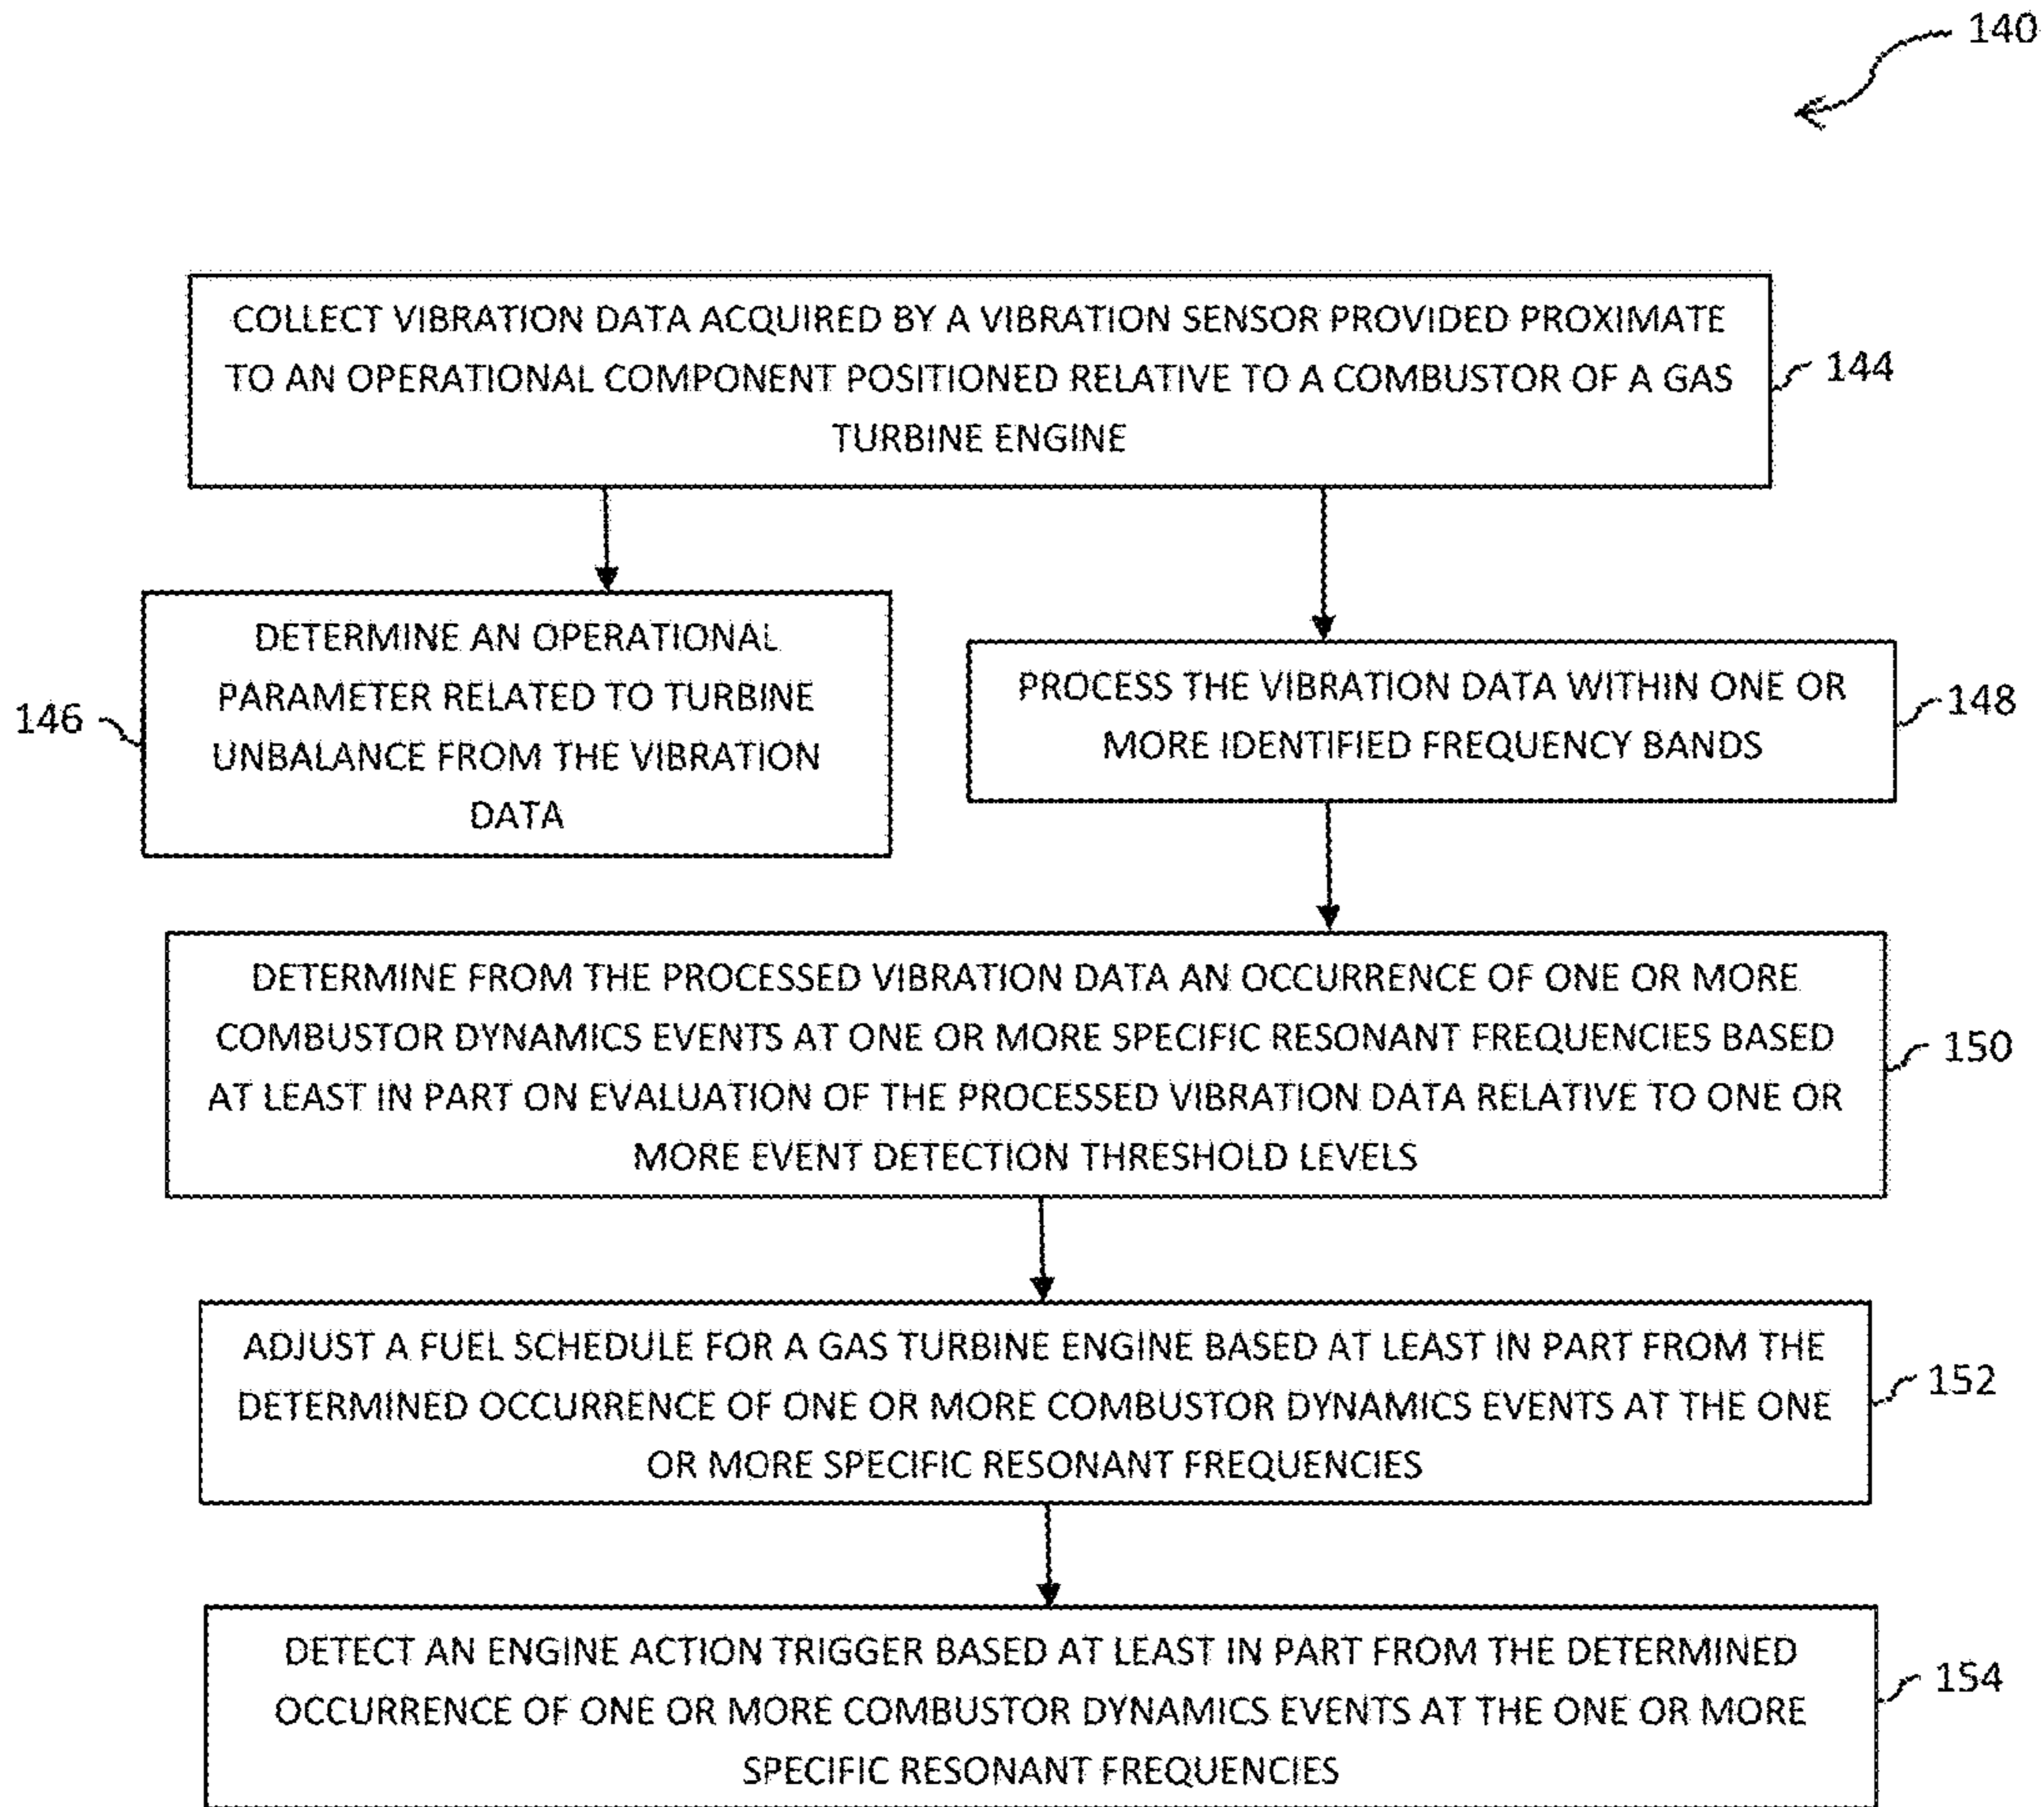 140
COLLECT VIBRATION DATA ACQUIRED BY A VIBRATION SENSOR PROVIDED PROXIMATE
TO AN OPERATIONAL COMPONENT POSITIONED RELATIVE TO A COMBUSTOR OF A GAS
TURBINE ENGINE
144
DETERMINE AN OPERATIONAL
PARAMETER RELATED TO TURBINE
UNBALANCE FROM THE VIBRATION
DATA
146
PROCESS THE VIBRATION DATA WITHIN ONE OR
MORE IDENTIFIED FREQUENCY BANDS
148
DETERMINE FROM THE PROCESSED VIBRATION DATA AN OCCURRENCE OF ONE OR MORE
COMBUSTOR DYNAMICS EVENTS AT ONE OR MORE SPECIFIC RESONANT FREQUENCIES BASED
AT LEAST IN PART ON EVALUATION OF THE PROCESSED VIBRATION DATA RELATIVE TO ONE OR
MORE EVENT DETECTION THRESHOLD LEVELS
150
ADJUST A FUEL SCHEDULE FOR A GAS TURBINE ENGINE BASED AT LEAST IN PART FROM THE
DETERMINED OCCURRENCE OF ONE OR MORE COMBUSTOR DYNAMICS EVENTS AT THE ONE
OR MORE SPECIFIC RESONANT FREQUENCIES
152
DETECT AN ENGINE ACTION TRIGGER BASED AT LEAST IN PART FROM THE DETERMINED
OCCURRENCE OF ONE OR MORE COMBUSTOR DYNAMICS EVENTS AT THE ONE OR MORE
SPECIFIC RESONANT FREQUENCIES
154